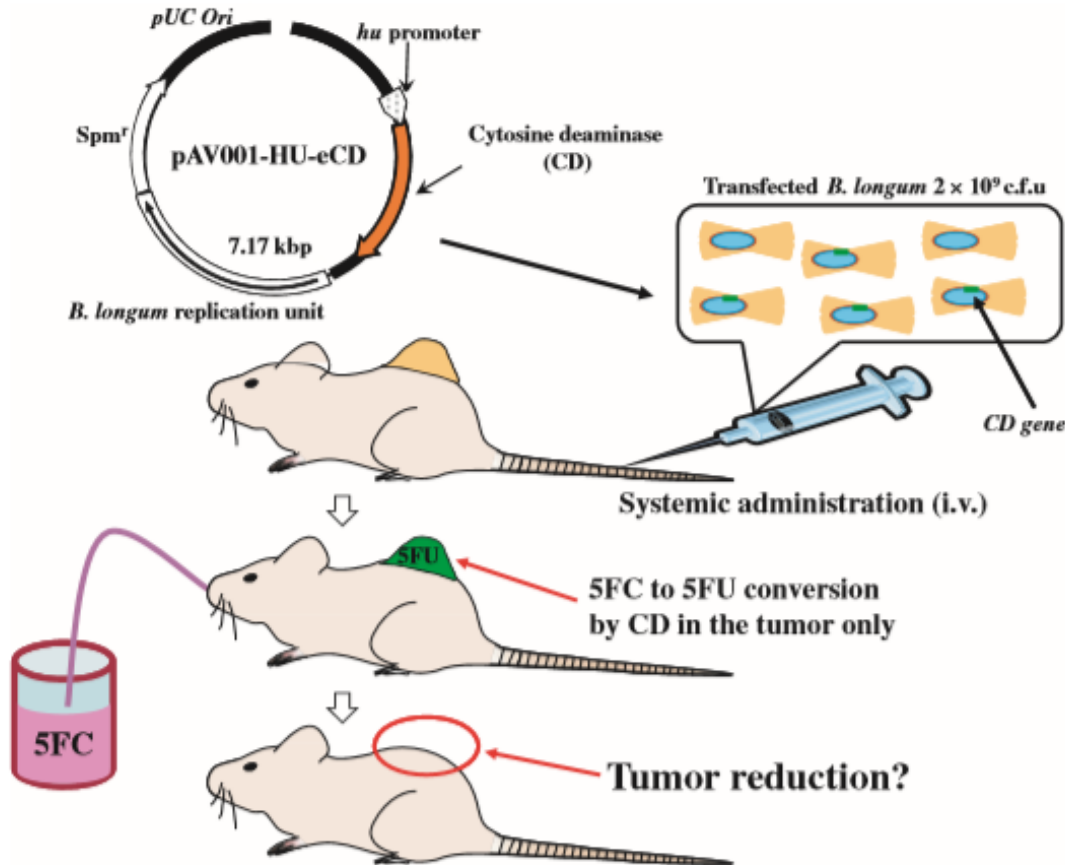 pUC Ori
hu promoter
Spmʳ
pAV001-HU-eCD
Cytosine deaminase
(CD)
7.17 kbp
B. longum replication unit
Transfected B. longum 2 × 10⁹ c.f.u
CD gene
Systemic administration (i.v.)
5FU
5FC to 5FU conversion
by CD in the tumor only
5FC
Tumor reduction?